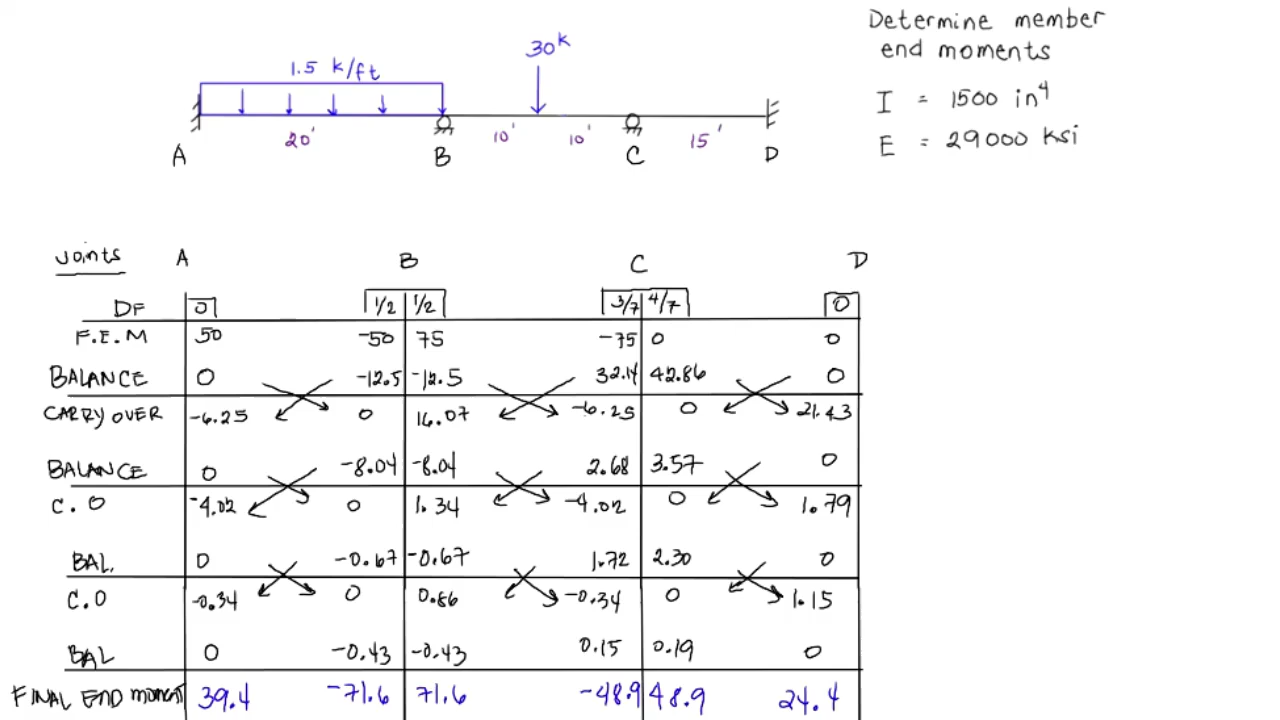 Determine member
end moments
I = 1500 in⁴
E = 29000 ksi
30k
1.5 k/ft
20' 10' 10' 15'
A B C D
Joints A B C D
DF 0 1/2 1/2 3/7 4/7 0
F.E.M 50 -50 75 -75 0 0
BALANCE 0 -12.5 -12.5 32.14 42.86 0
CARRY OVER -6.25 0 16.07 -6.25 0 21.43
BALANCE 0 -8.04 -8.04 2.68 3.57 0
C.O -4.02 0 1.34 -4.02 0 1.79
BAL. 0 -0.67 -0.67 1.72 2.30 0
C.O -0.34 0 0.86 -0.34 0 1.15
BAL 0 -0.43 -0.43 0.15 0.19 0
FINAL END MOMENT 39.4 -71.6 71.6 -48.9 48.9 24.4